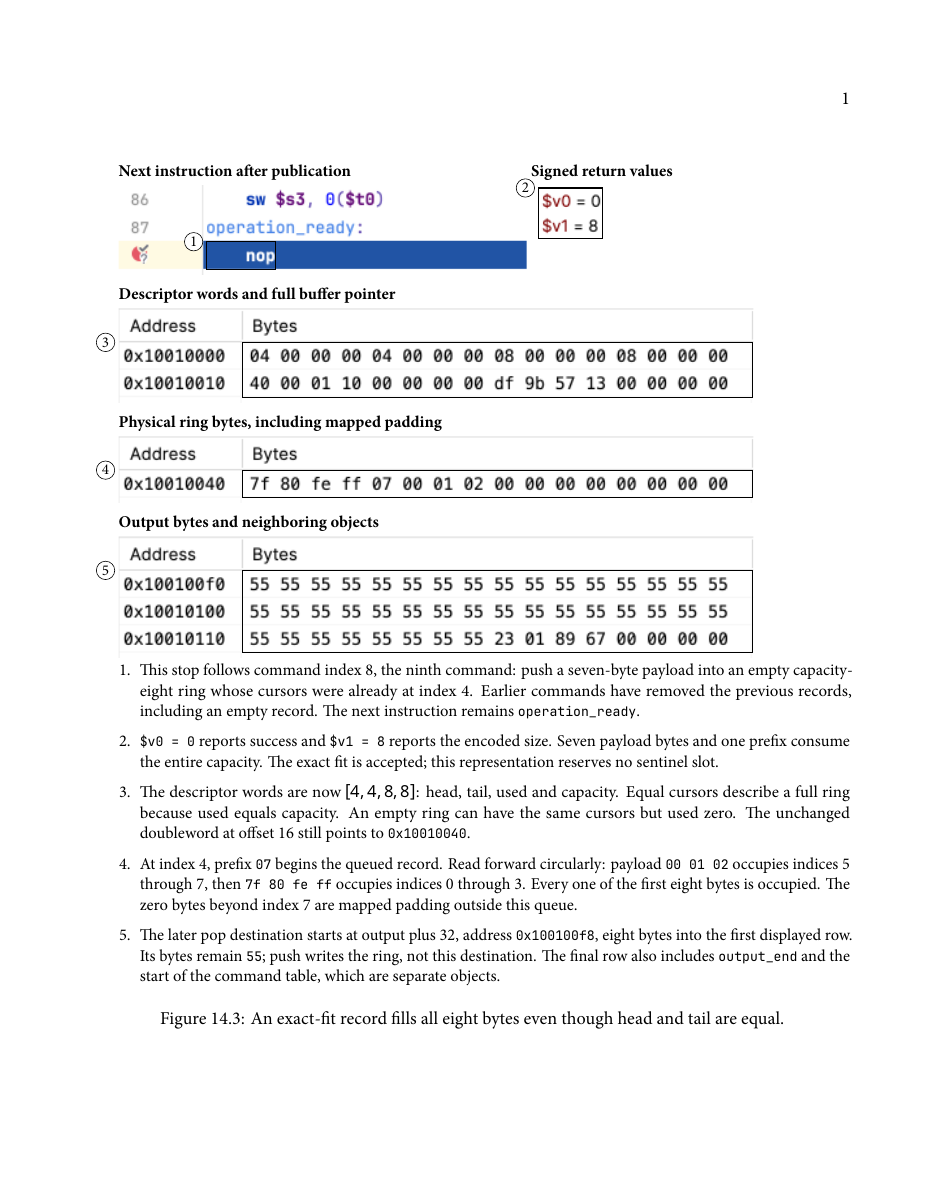 1
Next instruction after publication
Signed return values
86 sw $s3, 0($t0)
87 operation_ready:
1 nop
2
$v0 = 0
$v1 = 8
Descriptor words and full buffer pointer
Address Bytes
3
0x10010000 04 00 00 00 04 00 00 00 08 00 00 00 08 00 00 00
0x10010010 40 00 01 10 00 00 00 00 df 9b 57 13 00 00 00 00
Physical ring bytes, including mapped padding
Address Bytes
4
0x10010040 7f 80 fe ff 07 00 01 02 00 00 00 00 00 00 00 00
Output bytes and neighboring objects
Address Bytes
5
0x100100f0 55 55 55 55 55 55 55 55 55 55 55 55 55 55 55 55
0x10010100 55 55 55 55 55 55 55 55 55 55 55 55 55 55 55 55
0x10010110 55 55 55 55 55 55 55 55 23 01 89 67 00 00 00 00
1. This stop follows command index 8, the ninth command: push a seven-byte payload into an empty capacity-
eight ring whose cursors were already at index 4. Earlier commands have removed the previous records,
including an empty record. The next instruction remains operation_ready.
2. $v0 = 0 reports success and $v1 = 8 reports the encoded size. Seven payload bytes and one prefix consume
the entire capacity. The exact fit is accepted; this representation reserves no sentinel slot.
3. The descriptor words are now [4, 4, 8, 8]: head, tail, used and capacity. Equal cursors describe a full ring
because used equals capacity. An empty ring can have the same cursors but used zero. The unchanged
doubleword at offset 16 still points to 0x10010040.
4. At index 4, prefix 07 begins the queued record. Read forward circularly: payload 00 01 02 occupies indices 5
through 7, then 7f 80 fe ff occupies indices 0 through 3. Every one of the first eight bytes is occupied. The
zero bytes beyond index 7 are mapped padding outside this queue.
5. The later pop destination starts at output plus 32, address 0x100100f8, eight bytes into the first displayed row.
Its bytes remain 55; push writes the ring, not this destination. The final row also includes output_end and the
start of the command table, which are separate objects.
Figure 14.3: An exact-fit record fills all eight bytes even though head and tail are equal.